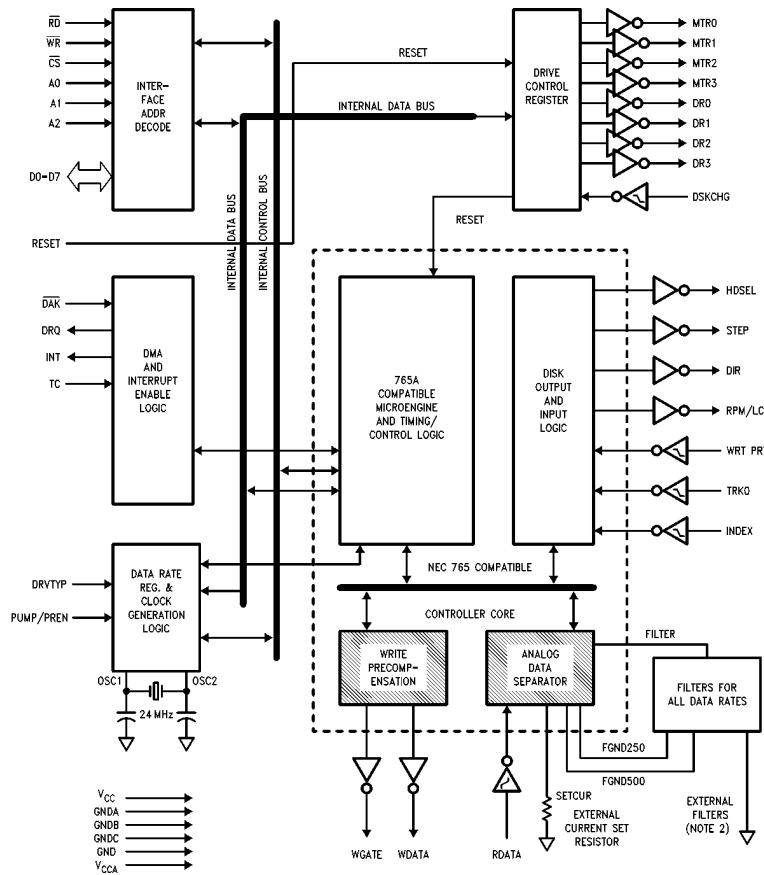 RD
WR
CS
A0
A1
A2
D0-D7
INTER-
FACE
ADDR
DECODE
RESET
INTERNAL DATA BUS
DRIVE
CONTROL
REGISTER
MTR0
MTR1
MTR2
MTR3
DR0
DR1
DR2
DR3
DSKCHG
RESET
RESET
INTERNAL DATA BUS
INTERNAL CONTROL BUS
DAK
DRQ
INT
TC
DMA
AND
INTERRUPT
ENABLE
LOGIC
765A
COMPATIBLE
MICROENGINE
AND TIMING/
CONTROL LOGIC
DISK
OUTPUT
AND
INPUT
LOGIC
HDSEL
STEP
DIR
RPM/LC
WRT PR
TRK0
INDEX
DRVTYP
PUMP/PREN
DATA RATE
REG. &
CLOCK
GENERATION
LOGIC
OSC1
OSC2
24 MHz
NEC 765 COMPATIBLE
CONTROLLER CORE
WRITE
PRECOMP-
ENSATION
ANALOG
DATA
SEPARATOR
FILTER
FILTERS FOR
ALL DATA RATES
FGND250
FGND500
SETCUR
EXTERNAL
CURRENT SET
RESISTOR
EXTERNAL
FILTERS
(NOTE 2)
WGATE
WDATA
RDATA
VCC
GNDA
GNDB
GNDC
GND
VCCA